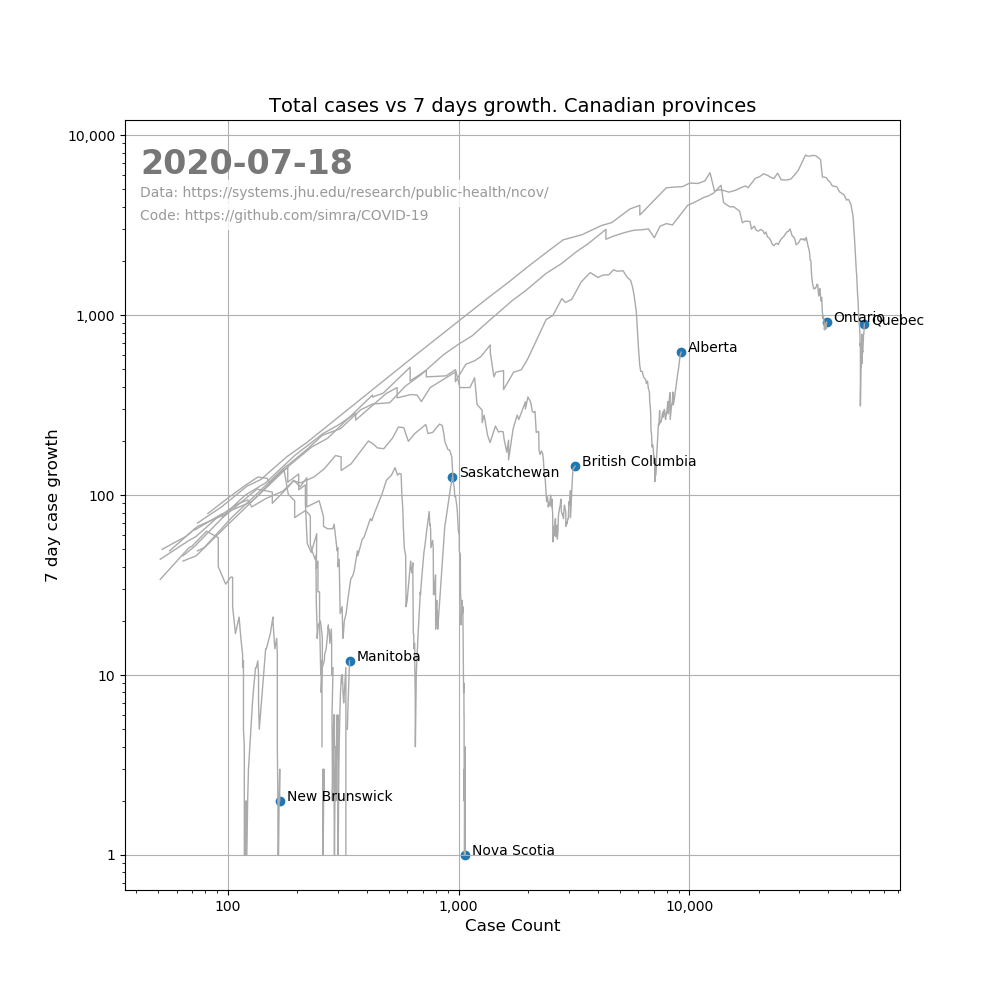 Total cases vs 7 days growth. Canadian provinces
10,000
2020-07-18
Data: https://systems.jhu.edu/research/public-health/ncov/
Code: https://github.com/simra/COVID-19
1,000
Ontario
Quebec
Alberta
British Columbia
Saskatchewan
100
7 day case growth
Manitoba
10
New Brunswick
Nova Scotia
1
100
1,000
10,000
Case Count